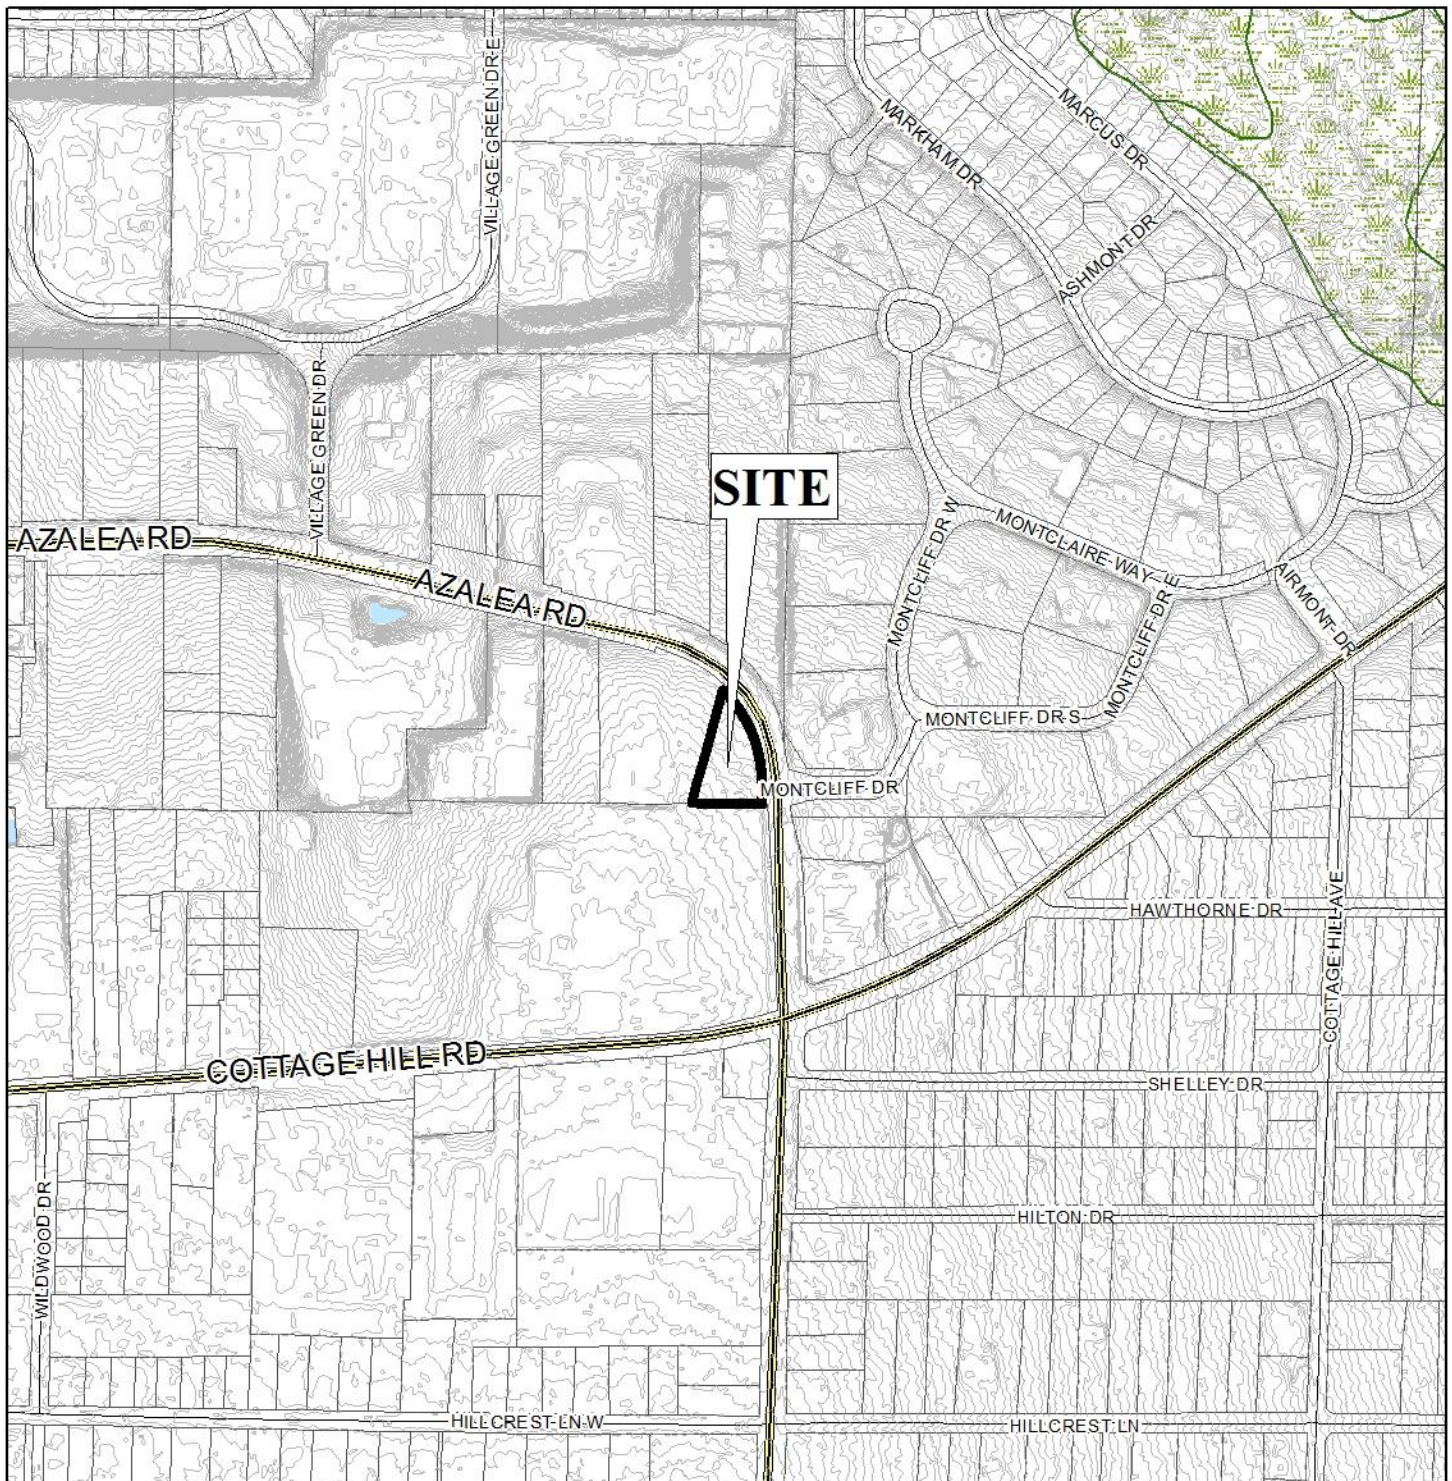 VILLAGE GREEN DR E
MARCUS DR
MARKHAM DR
ASHMONT DR
VILLAGE GREEN DR
SITE
AZALEA RD
AZALEA RD
MONTCLIFF DR W
MONTCLAIRE WAY
MONTCLIFF DR E
AIRMONT DR
MONTCLIFF DR S
MONTCLIFF DR
HAWTHORNE DR
COTTAGE HILL AVE
COTTAGE HILL RD
SHELLEY DR
WILDWOOD DR
HILTON DR
HILLCREST LN W
HILLCREST LN